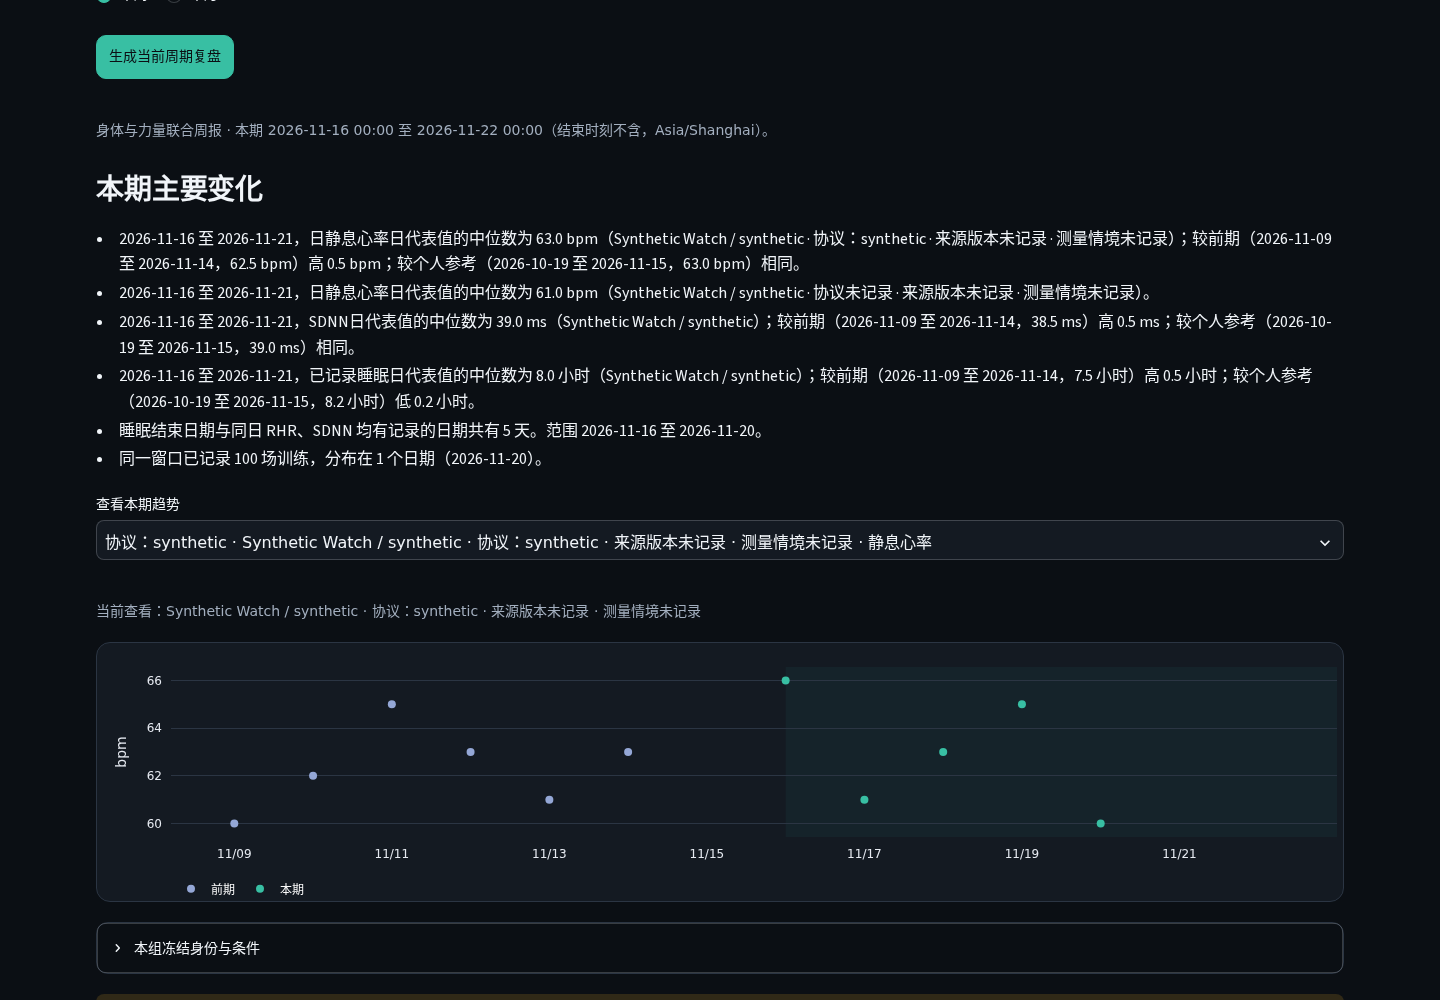 生成当前周期复盘
身体与力量联合周报 · 本期 2026-11-16 00:00 至 2026-11-22 00:00（结束时刻不含，Asia/Shanghai）。
本期主要变化
2026-11-16 至 2026-11-21，日静息心率日代表值的中位数为 63.0 bpm（Synthetic Watch / synthetic · 协议：synthetic · 来源版本未记录 · 测量情境未记录）；较前期（2026-11-09
至 2026-11-14，62.5 bpm）高 0.5 bpm；较个人参考（2026-10-19 至 2026-11-15，63.0 bpm）相同。
2026-11-16 至 2026-11-21，日静息心率日代表值的中位数为 61.0 bpm（Synthetic Watch / synthetic · 协议未记录 · 来源版本未记录 · 测量情境未记录）。
2026-11-16 至 2026-11-21，SDNN日代表值的中位数为 39.0 ms（Synthetic Watch / synthetic）；较前期（2026-11-09 至 2026-11-14，38.5 ms）高 0.5 ms；较个人参考（2026-10-
19 至 2026-11-15，39.0 ms）相同。
2026-11-16 至 2026-11-21，已记录睡眠日代表值的中位数为 8.0 小时（Synthetic Watch / synthetic）；较前期（2026-11-09 至 2026-11-14，7.5 小时）高 0.5 小时；较个人参考
（2026-10-19 至 2026-11-15，8.2 小时）低 0.2 小时。
睡眠结束日期与同日 RHR、SDNN 均有记录的日期共有 5 天。范围 2026-11-16 至 2026-11-20。
同一窗口已记录 100 场训练，分布在 1 个日期（2026-11-20）。
查看本期趋势
协议：synthetic · Synthetic Watch / synthetic · 协议：synthetic · 来源版本未记录 · 测量情境未记录 · 静息心率
当前查看：Synthetic Watch / synthetic · 协议：synthetic · 来源版本未记录 · 测量情境未记录
66
64
bpm
62
60
11/09 11/11 11/13 11/15 11/17 11/19 11/21
前期 本期
本组冻结身份与条件